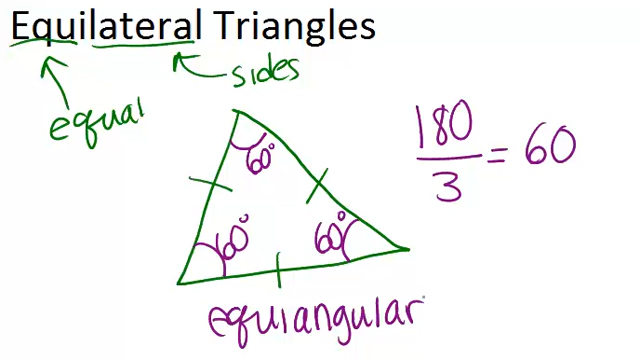 Equilateral Triangles
sides
equal
180
3
= 60
60°
60°
60°
equiangular